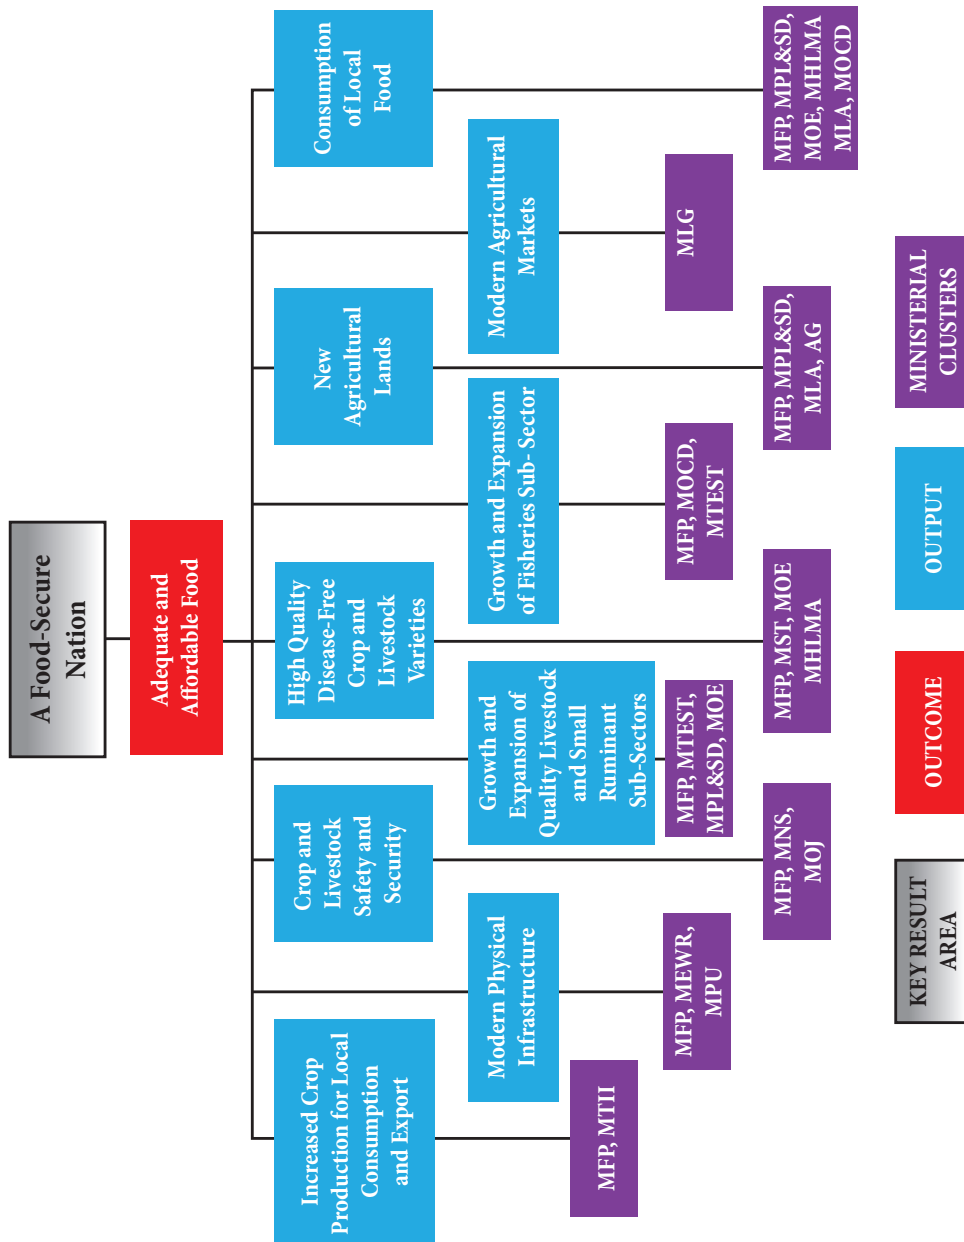 A Food-Secure
Nation
Adequate and
Affordable Food
Increased Crop
Production for Local
Consumption
and Export
MFP, MTII
Modern Physical
Infrastructure
MFP, MEWR,
MPU
Crop and
Livestock
Safety and
Security
MFP, MNS,
MOJ
Growth and
Expansion of
Quality Livestock
and Small
Ruminant
Sub-Sectors
MFP, MTEST,
MPL&SD, MOE
High Quality
Disease-Free
Crop and
Livestock
Varieties
MFP, MST, MOE
MHLMA
Growth and Expansion
of Fisheries Sub- Sector
MFP, MOCD,
MTEST
New
Agricultural
Lands
MFP, MPL&SD,
MLA, AG
Modern Agricultural
Markets
MLG
Consumption
of Local
Food
MFP, MPL&SD,
MOE, MHLMA
MLA, MOCD
KEY RESULT
AREA
OUTCOME
OUTPUT
MINISTERIAL
CLUSTERS